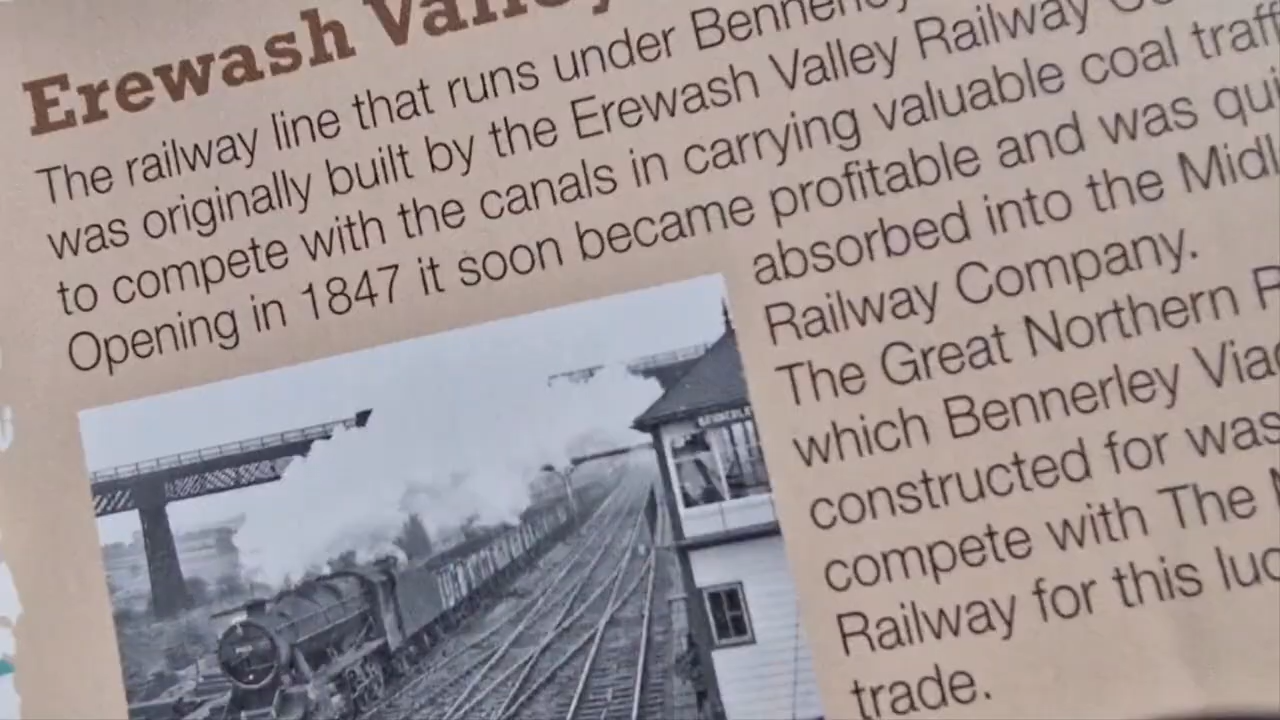 Erewash Valley
The railway line that runs under
was originally built by the Erewash Valley Railway
to compete with the canals in carrying valuable coal
Opening in 1847 it soon became profitable and was
absorbed into the
Railway Company.
The Great Northern
which Bennerley
constructed for was
compete with The
Railway for this
trade.